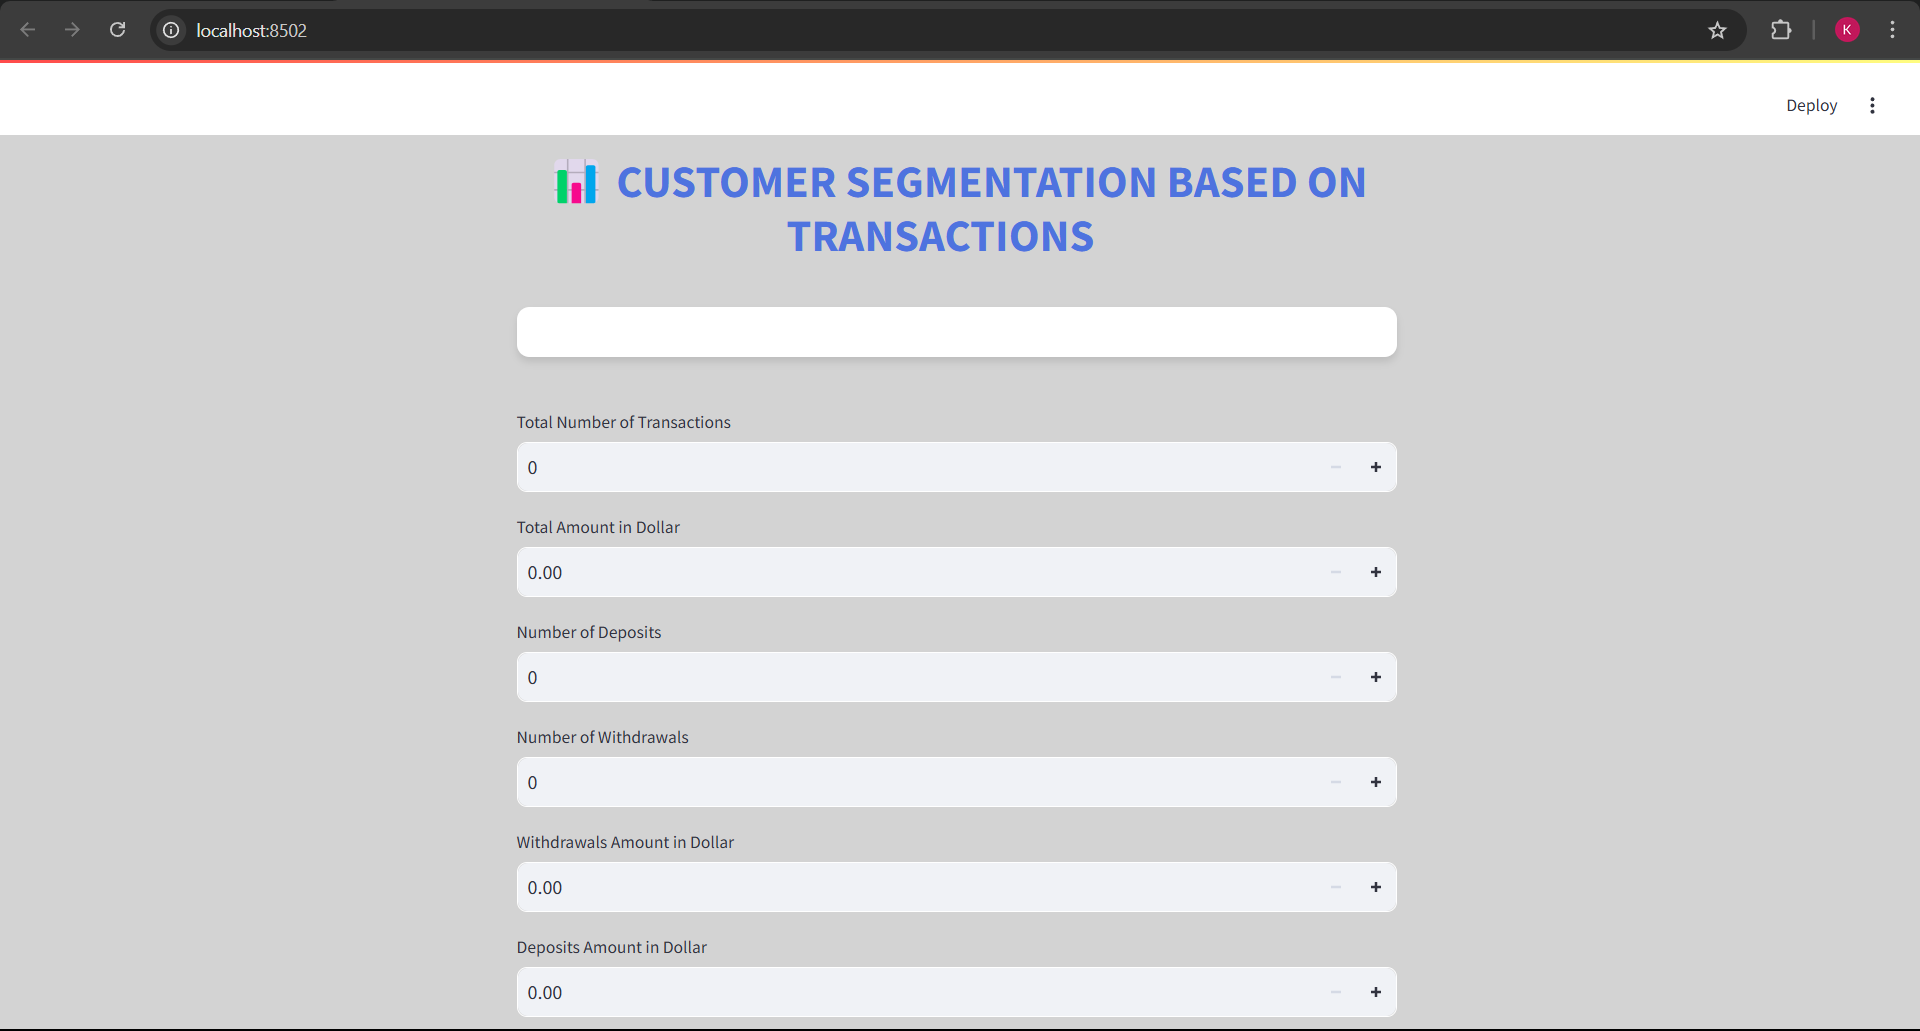 localhost:8502
K
Deploy
CUSTOMER SEGMENTATION BASED ON
TRANSACTIONS
Total Number of Transactions
0
Total Amount in Dollar
0.00
Number of Deposits
0
Number of Withdrawals
0
Withdrawals Amount in Dollar
0.00
Deposits Amount in Dollar
0.00